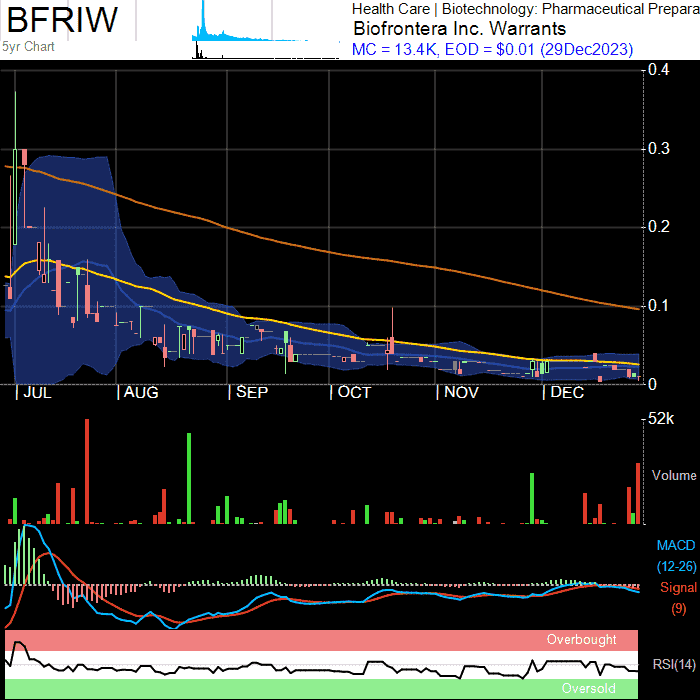 BFRIW
5yr Chart
Health Care | Biotechnology: Pharmaceutical Prepara
Biofrontera Inc. Warrants
MC = 13.4K, EOD = $0.01 (29Dec2023)
0.4
0.3
0.2
0.1
0
JUL AUG SEP OCT NOV DEC
52k
Volume
MACD
(12-26)
Signal
(9)
Overbought
RSI(14)
Oversold